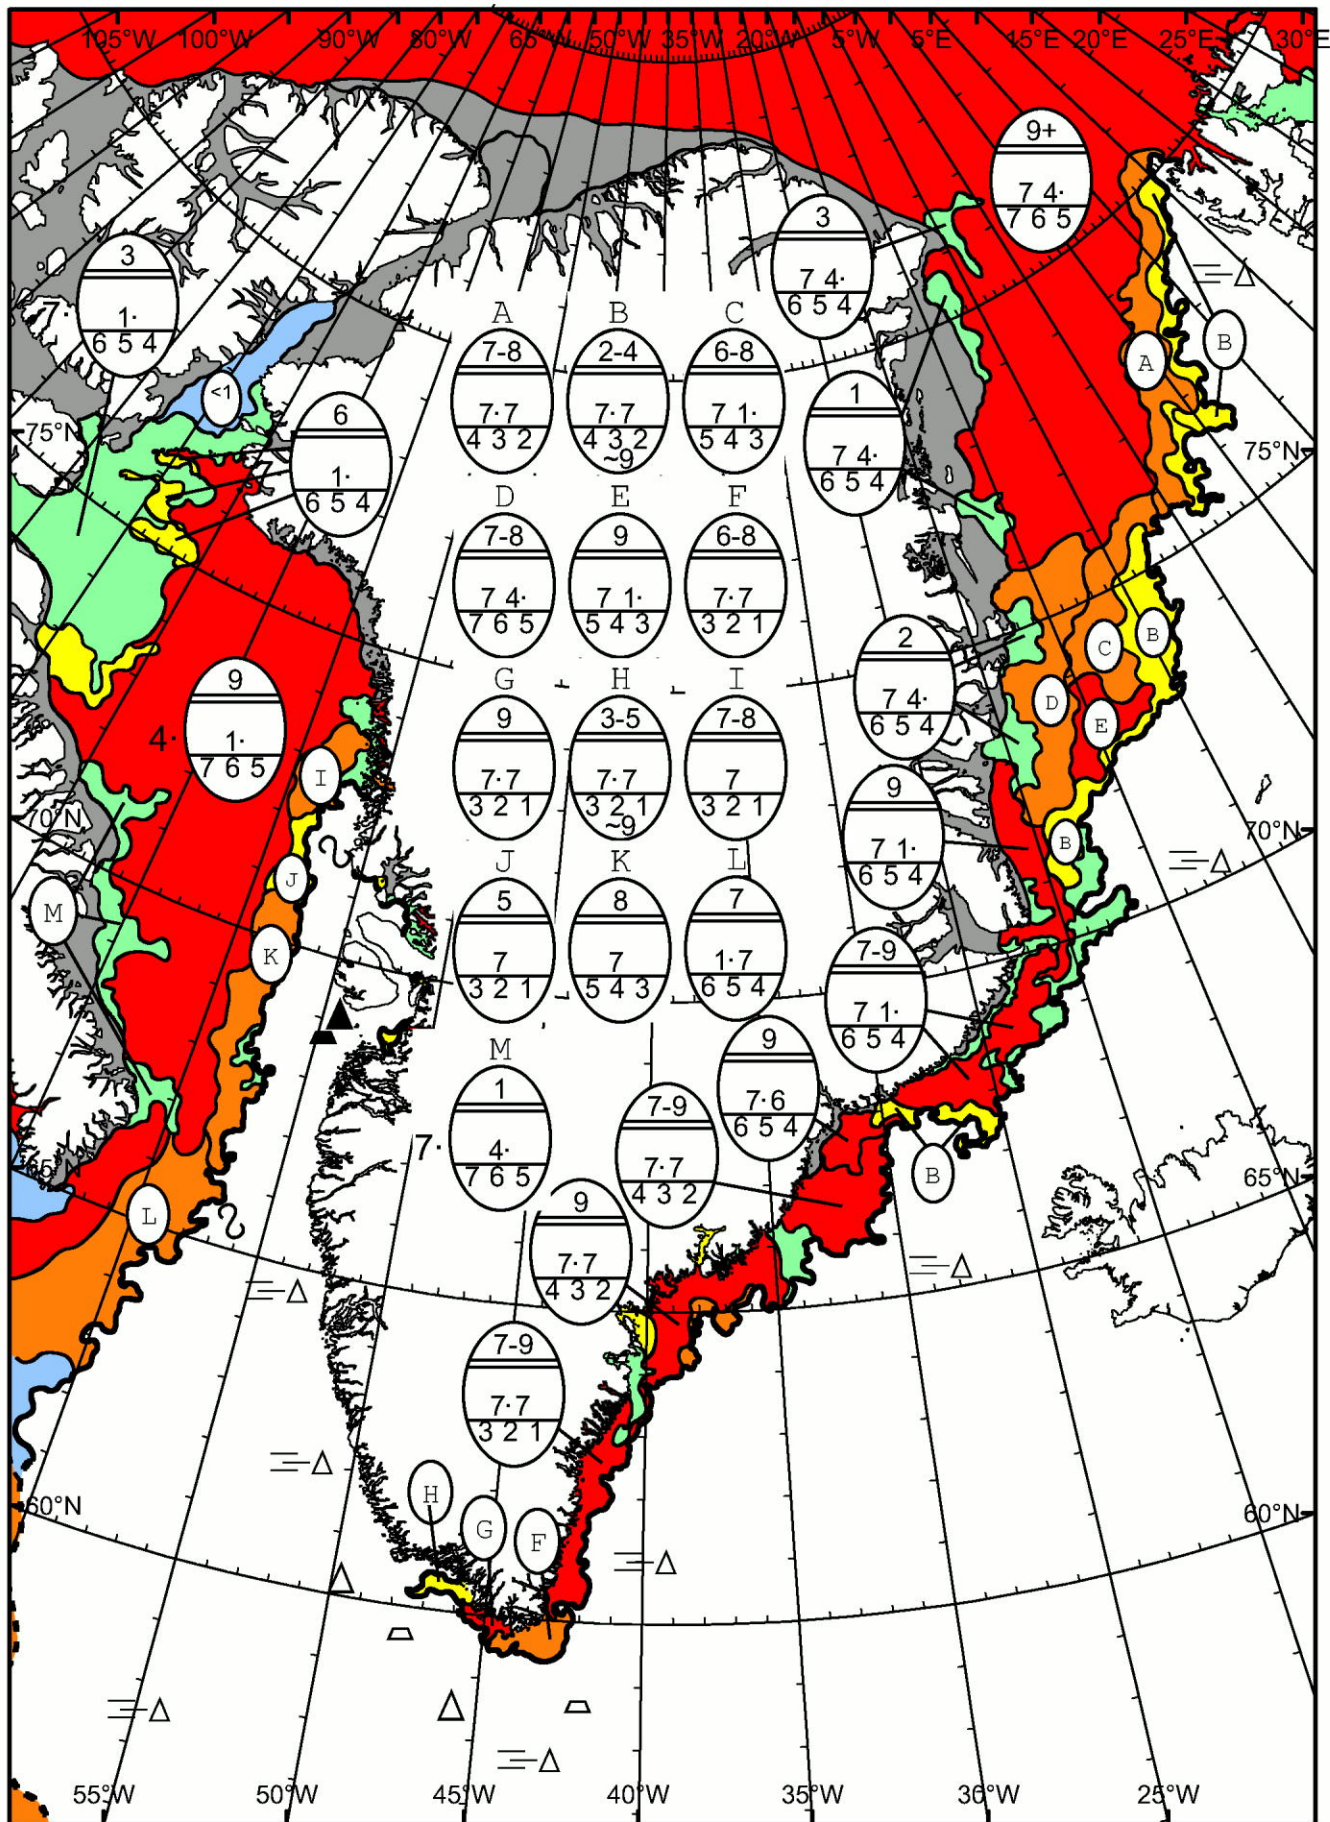 105°W 100°W 90°W 80°W 65°W 50°W 35°W 20°W 5°W 5°E 15°E 20°E 25°E 30°E
9+
7 4·
7 6 5
3
7 4·
6 5 4
3
7· 1·
6 5 4
A B C
7-8 2-4 6-8
7·7 7·7 7 1·
4 3 2 4 3 2 5 4 3
~9
<1
B
A
6
1·
6 5 4
1
7 4·
6 5 4
75°N 75°N
D E F
7-8 9 6-8
7 4· 7 1· 7·7
7 6 5 5 4 3 3 2 1
2
7 4·
6 5 4
C B
D E
9
4· 1·
7 6 5
G H I
9 3-5 7-8
7·7 7·7 7
3 2 1 3 2 1 3 2 1
~9
I
9
7 1·
6 5 4
70°N 70°N
B
J
M
K
J K L
5 8 7
7 7 1·7
3 2 1 5 4 3 6 5 4
7-9
7 1·
6 5 4
M
1
7· 4·
7 6 5
9
7·6
6 5 4
7-9
7·7
4 3 2
65°N 65°N
B
L
9
7·7
4 3 2
7-9
7·7
3 2 1
H G F
60°N 60°N
55°W 50°W 45°W 40°W 35°W 30°W 25°W